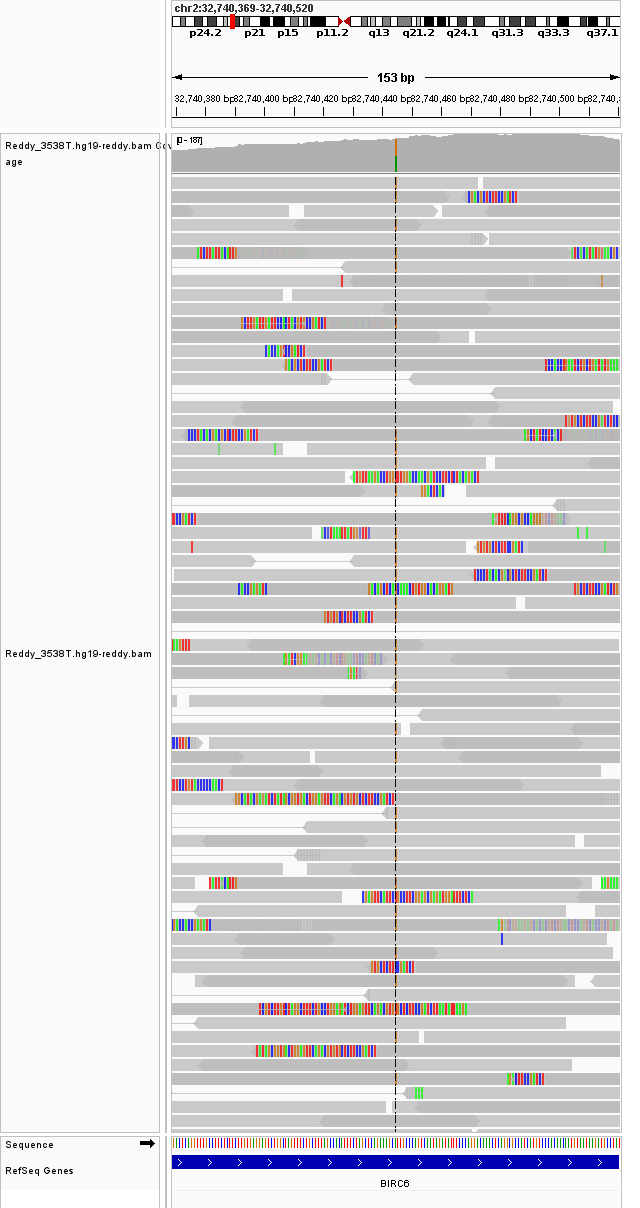 chr2:32,740,369-32,740,520
p24.2 p21 p15 p11.2 q13 q21.2 q24.1 q31.3 q33.3 q37.1
153 bp
32,740,380 bp 32,740,400 bp 32,740,420 bp 32,740,440 bp 32,740,460 bp 32,740,480 bp 32,740,500 bp
[0 - 187]
Reddy_3538T.hg19-reddy.bam Cov
age
Reddy_3538T.hg19-reddy.bam
Sequence
RefSeq Genes
BIRC6